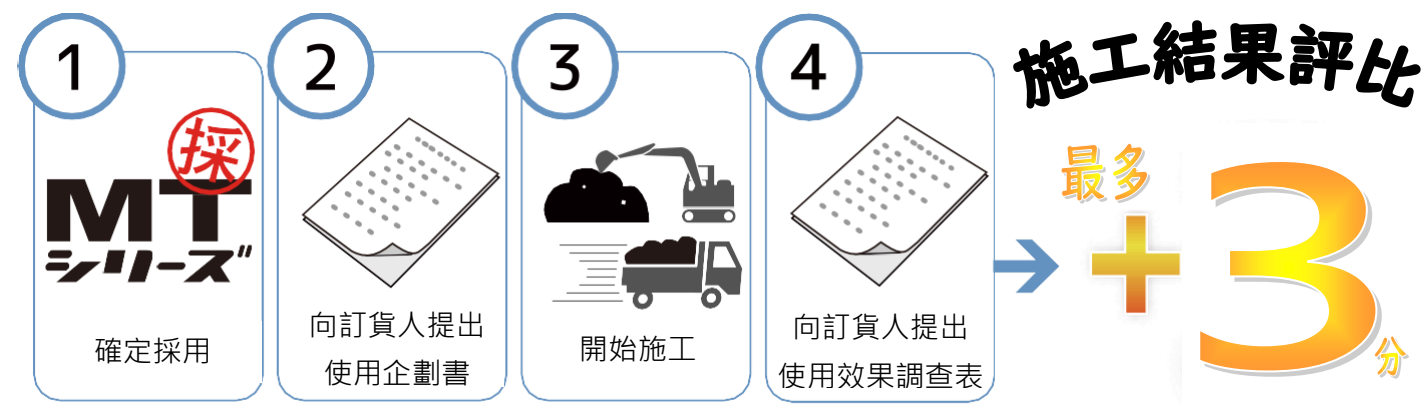 1
採
MT
シリーズ
確定採用
2
向訂貨人提出
使用企劃書
3
開始施工
4
向訂貨人提出
使用效果調查表
施工結果評比
最多
+3
分